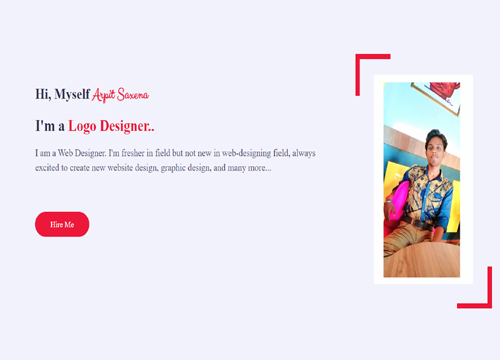 Hi, Myself Arpit Saxena
I'm a Logo Designer..
I am a Web Designer. I'm fresher in field but not new in web-designing field, always
excited to create new website design, graphic design, and many more...
Hire Me